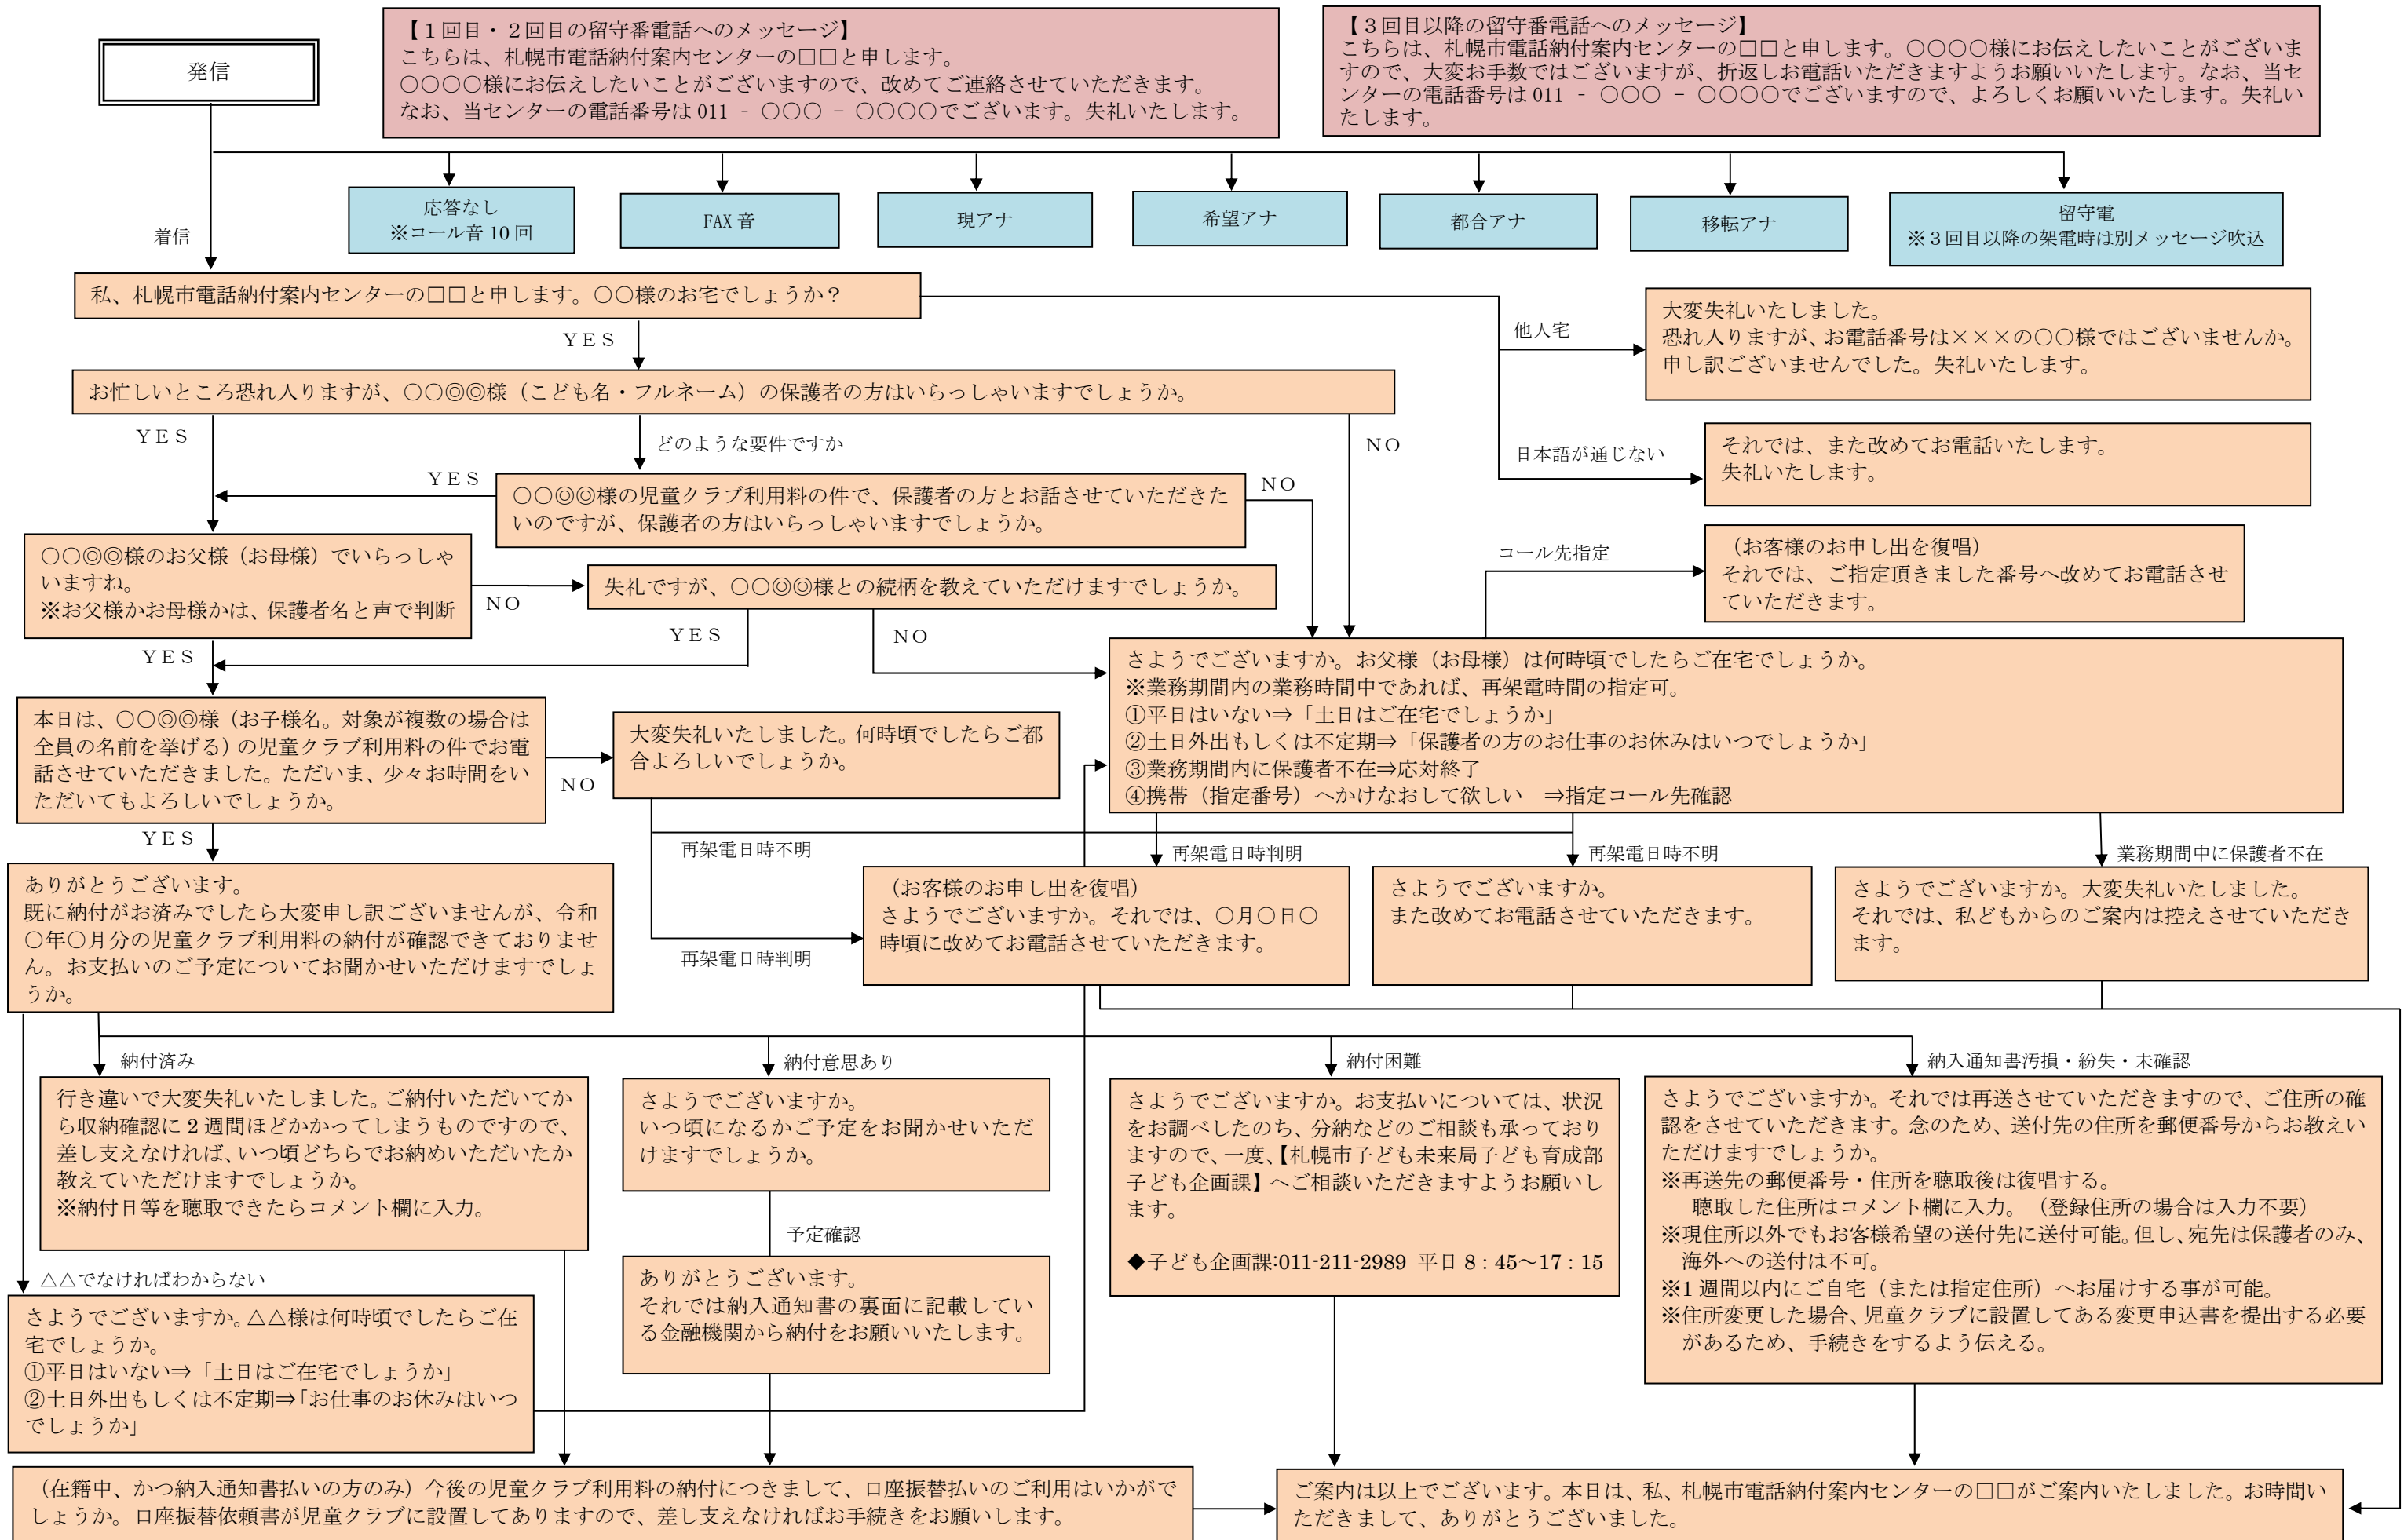 発信
【１回目・２回目の留守番電話へのメッセージ】
こちらは、札幌市電話納付案内センターの□□と申します。
○○○○様にお伝えしたいことがございますので、改めてご連絡させていただきます。
なお、当センターの電話番号は 011 - ○○○ - ○○○○でございます。失礼いたします。
【３回目以降の留守番電話へのメッセージ】
こちらは、札幌市電話納付案内センターの□□と申します。○○○○様にお伝えしたいことがございま
すので、大変お手数ではございますが、折返しお電話いただきますようお願いいたします。なお、当セ
ンターの電話番号は 011 - ○○○ - ○○○○でございますので、よろしくお願いいたします。失礼い
たします。
着信
応答なし
※コール音 10 回
FAX 音
現アナ
希望アナ
都合アナ
移転アナ
留守電
※３回目以降の架電時は別メッセージ吹込
私、札幌市電話納付案内センターの□□と申します。○○様のお宅でしょうか？
ＹＥＳ
他人宅
大変失礼いたしました。
恐れ入りますが、お電話番号は×××の○○様ではございませんか。
申し訳ございませんでした。失礼いたします。
お忙しいところ恐れ入りますが、○○◎◎様（こども名・フルネーム）の保護者の方はいらっしゃいますでしょうか。
ＹＥＳ
どのような要件ですか
ＮＯ
日本語が通じない
それでは、また改めてお電話いたします。
失礼いたします。
ＹＥＳ
○○◎◎様の児童クラブ利用料の件で、保護者の方とお話させていただきた
いのですが、保護者の方はいらっしゃいますでしょうか。
ＮＯ
○○◎◎様のお父様（お母様）でいらっしゃ
いますね。
※お父様かお母様かは、保護者名と声で判断
ＮＯ
失礼ですが、○○◎◎様との続柄を教えていただけますでしょうか。
コール先指定
（お客様のお申し出を復唱）
それでは、ご指定頂きました番号へ改めてお電話させ
ていただきます。
ＹＥＳ
ＹＥＳ
ＮＯ
さようでございますか。お父様（お母様）は何時頃でしたらご在宅でしょうか。
※業務期間内の業務時間中であれば、再架電時間の指定可。
①平日はいない⇒「土日はご在宅でしょうか」
②土日外出もしくは不定期⇒「保護者の方のお仕事のお休みはいつでしょうか」
③業務期間内に保護者不在⇒応対終了
④携帯（指定番号）へかけなおして欲しい　⇒指定コール先確認
本日は、○○◎◎様（お子様名。対象が複数の場合は
全員の名前を挙げる）の児童クラブ利用料の件でお電
話させていただきました。ただいま、少々お時間をい
ただいてもよろしいでしょうか。
ＮＯ
大変失礼いたしました。何時頃でしたらご都
合よろしいでしょうか。
ＹＥＳ
再架電日時不明
再架電日時判明
再架電日時判明
再架電日時不明
業務期間中に保護者不在
ありがとうございます。
既に納付がお済みでしたら大変申し訳ございませんが、令和
○年○月分の児童クラブ利用料の納付が確認できておりませ
ん。お支払いのご予定についてお聞かせいただけますでしょ
うか。
（お客様のお申し出を復唱）
さようでございますか。それでは、○月○日○
時頃に改めてお電話させていただきます。
さようでございますか。
また改めてお電話させていただきます。
さようでございますか。大変失礼いたしました。
それでは、私どもからのご案内は控えさせていただき
ます。
納付済み
納付意思あり
納付困難
納入通知書汚損・紛失・未確認
行き違いで大変失礼いたしました。ご納付いただいてか
ら収納確認に 2 週間ほどかかってしまうものですので、
差し支えなければ、いつ頃どちらでお納めいただいたか
教えていただけますでしょうか。
※納付日等を聴取できたらコメント欄に入力。
さようでございますか。
いつ頃になるかご予定をお聞かせいただ
けますでしょうか。
予定確認
ありがとうございます。
それでは納入通知書の裏面に記載してい
る金融機関から納付をお願いいたします。
さようでございますか。お支払いについては、状況
をお調べしたのち、分納などのご相談も承っており
ますので、一度、【札幌市子ども未来局子ども育成部
子ども企画課】へご相談いただきますようお願いし
ます。
◆子ども企画課:011-211-2989 平日 8：45～17：15
さようでございますか。それでは再送させていただきますので、ご住所の確
認をさせていただきます。念のため、送付先の住所を郵便番号からお教えい
ただけますでしょうか。
※再送先の郵便番号・住所を聴取後は復唱する。
聴取した住所はコメント欄に入力。（登録住所の場合は入力不要）
※現住所以外でもお客様希望の送付先に送付可能。但し、宛先は保護者のみ、
海外への送付は不可。
※1 週間以内にご自宅（または指定住所）へお届けする事が可能。
※住所変更した場合、児童クラブに設置してある変更申込書を提出する必要
があるため、手続きをするよう伝える。
△△でなければわからない
さようでございますか。△△様は何時頃でしたらご在
宅でしょうか。
①平日はいない⇒「土日はご在宅でしょうか」
②土日外出もしくは不定期⇒「お仕事のお休みはいつ
でしょうか」
（在籍中、かつ納入通知書払いの方のみ）今後の児童クラブ利用料の納付につきまして、口座振替払いのご利用はいかがで
しょうか。口座振替依頼書が児童クラブに設置してありますので、差し支えなければお手続きをお願いします。
ご案内は以上でございます。本日は、私、札幌市電話納付案内センターの□□がご案内いたしました。お時間い
ただきまして、ありがとうございました。